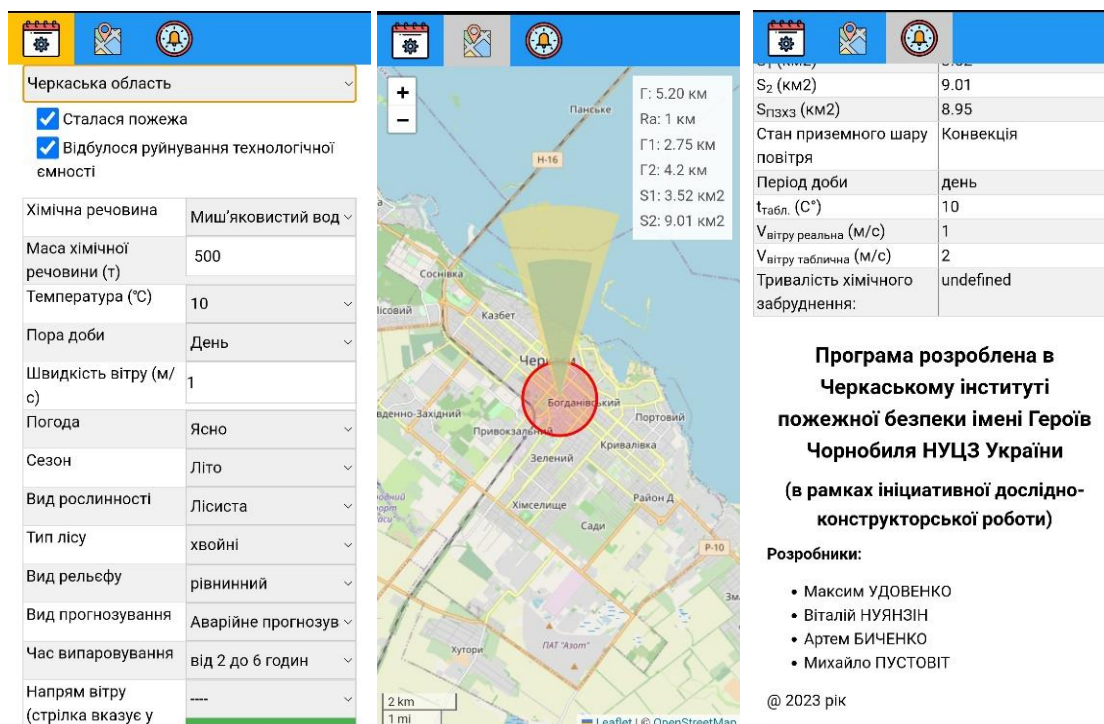 Черкаська область
Сталася пожежа
Відбулося руйнування технологічної
ємності
Хімічна речовина Миш’яковистий вод
Маса хімічної
речовини (т) 500
Температура (°C) 10
Пора доби День
Швидкість вітру (м/
с) 1
Погода Ясно
Сезон Літо
Вид рослинності Лісиста
Тип лісу хвойні
Вид рельєфу рівнинний
Вид прогнозування Аварійне прогнозув
Час випаровування від 2 до 6 годин
Напрям вітру ----
(стрілка вказує у
+
−
Г: 5.20 км
Ra: 1 км
Г1: 2.75 км
Г2: 4.2 км
S1: 3.52 км2
S2: 9.01 км2
Панське
Н-16
Соснівка
Казбет
Богданівський
Портовий
Привокзальний
Кривалівка
Зелений
Район Д
Хімселище
Сади
Р-10
ПАТ "Азот"
Хутори
2 km
1 mi
Leaflet | © OpenStreetMap
S₂ (км2) 9.01
SПЗХЗ (км2) 8.95
Стан приземного шару Конвекція
повітря
Період доби день
tтабл. (C°) 10
Vвітру реальна (м/с) 1
Vвітру таблична (м/с) 2
Тривалість хімічного undefined
забруднення:
Програма розроблена в
Черкаському інституті
пожежної безпеки імені Героїв
Чорнобиля НУЦЗ України
(в рамках ініціативної дослідно-
конструкторської роботи)
Розробники:
• Максим УДОВЕНКО
• Віталій НУЯНЗІН
• Артем БИЧЕНКО
• Михайло ПУСТОВІТ
@ 2023 рік